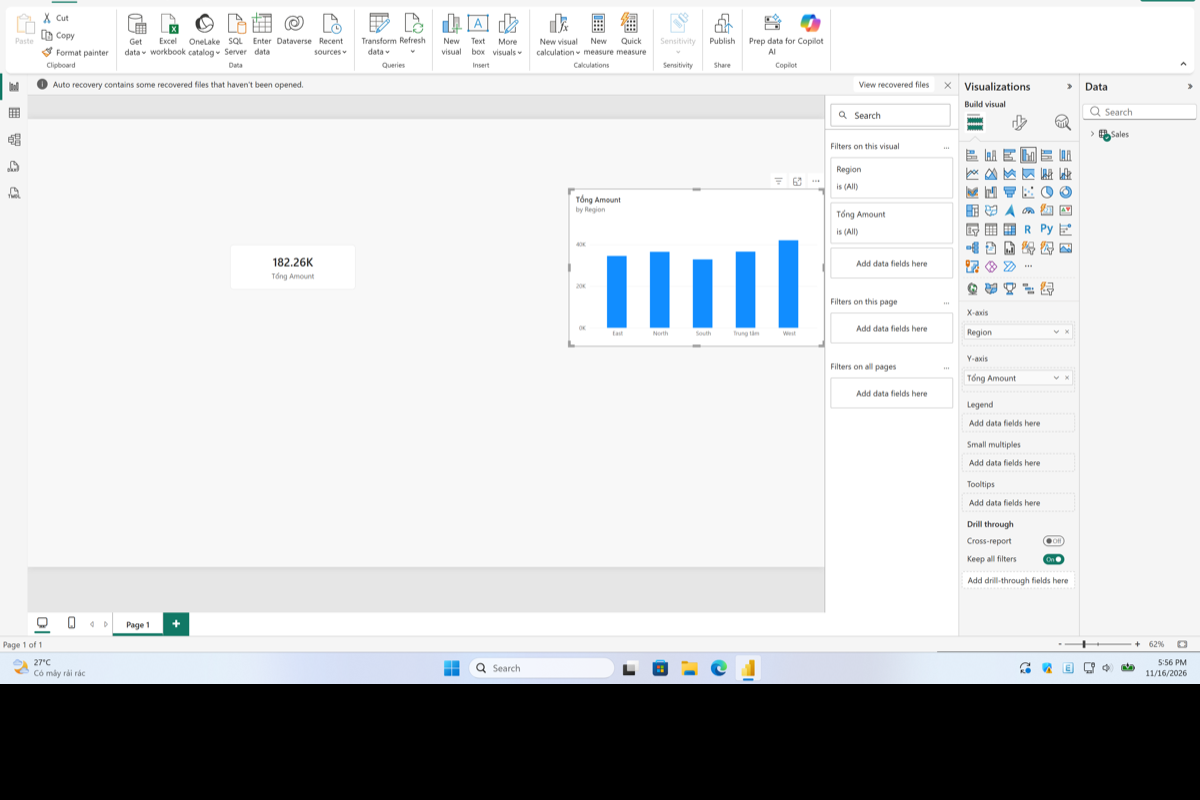 Paste
Cut
Copy
Format painter
Clipboard
Get data
Excel workbook
OneLake catalog
SQL Server
Enter data
Dataverse
Recent sources
Data
Transform data
Refresh
Queries
New visual
Text box
More visuals
Insert
New visual calculation
New measure
Quick measure
Calculations
Sensitivity
Sensitivity
Publish
Share
Prep data for AI
Copilot
Copilot
Auto recovery contains some recovered files that haven't been opened.
View recovered files
182.26K
Tổng Amount
Tổng Amount
by Region
40K
20K
0K
East
North
South
Trung tâm
West
Search
Filters on this visual
Region
is (All)
Tổng Amount
is (All)
Add data fields here
Filters on this page
Add data fields here
Filters on all pages
Add data fields here
Visualizations
Build visual
R
Py
X-axis
Region
Y-axis
Tổng Amount
Legend
Add data fields here
Small multiples
Add data fields here
Tooltips
Add data fields here
Drill through
Cross-report
Off
Keep all filters
On
Add drill-through fields here
Data
Search
Sales
Page 1
Page 1 of 1
62%
27°C
Có mây rải rác
Search
5:56 PM
11/16/2026